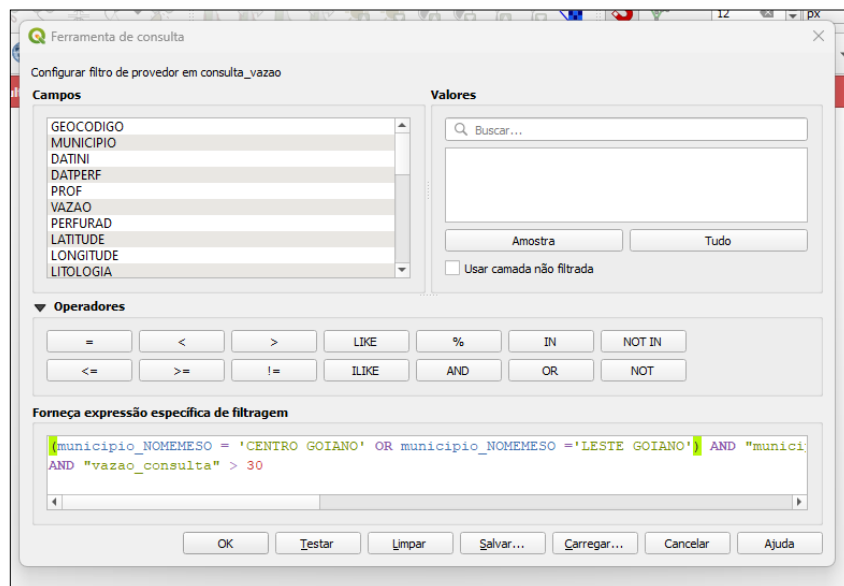 12
px
Ferramenta de consulta
Configurar filtro de provedor em consulta_vazao
Campos
Valores
GEOCODIGO
MUNICIPIO
DATINI
DATPERF
PROF
VAZAO
PERFURAD
LATITUDE
LONGITUDE
LITOLOGIA
Buscar...
Amostra
Tudo
Usar camada não filtrada
Operadores
= < > LIKE % IN NOT IN
<= >= != ILIKE AND OR NOT
Forneça expressão específica de filtragem
(municipio_NOMEMESO = 'CENTRO GOIANO' OR municipio_NOMEMESO ='LESTE GOIANO') AND "munici
AND "vazao_consulta" > 30
OK Testar Limpar Salvar... Carregar... Cancelar Ajuda